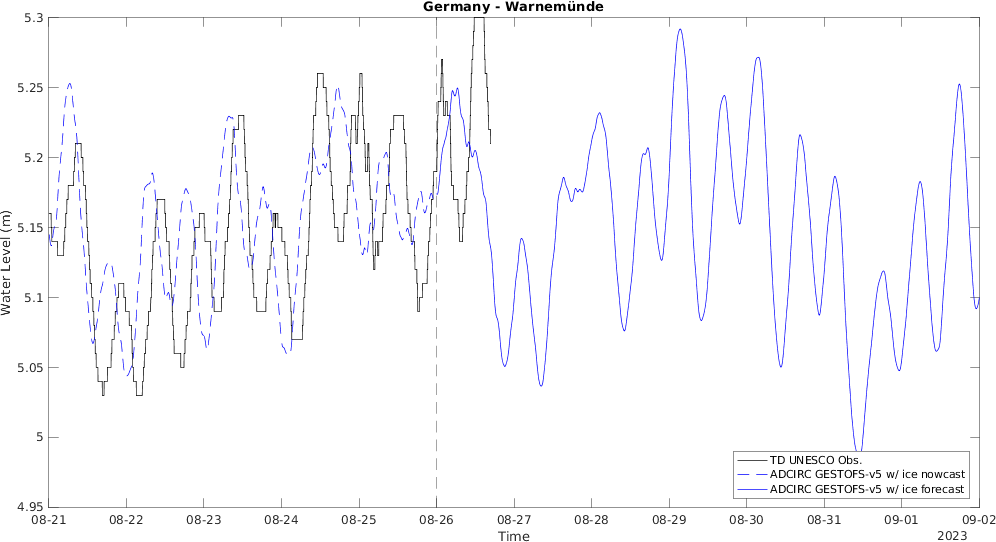 Germany - Warnemünde
5.3
5.25
5.2
5.15
5.1
5.05
5
4.95
Water Level (m)
TD UNESCO Obs.
ADCIRC GESTOFS-v5 w/ ice nowcast
ADCIRC GESTOFS-v5 w/ ice forecast
08-21 08-22 08-23 08-24 08-25 08-26 08-27 08-28 08-29 08-30 08-31 09-01 09-02
Time
2023